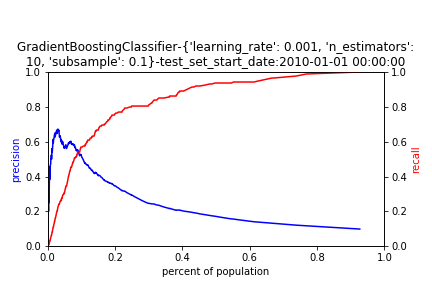 GradientBoostingClassifier-{'learning_rate': 0.001, 'n_estimators':
10, 'subsample': 0.1}-test_set_start_date:2010-01-01 00:00:00
1.0
0.8
0.6
0.4
0.2
0.0
precision
1.0
0.8
0.6
0.4
0.2
0.0
recall
0.0 0.2 0.4 0.6 0.8 1.0
percent of population